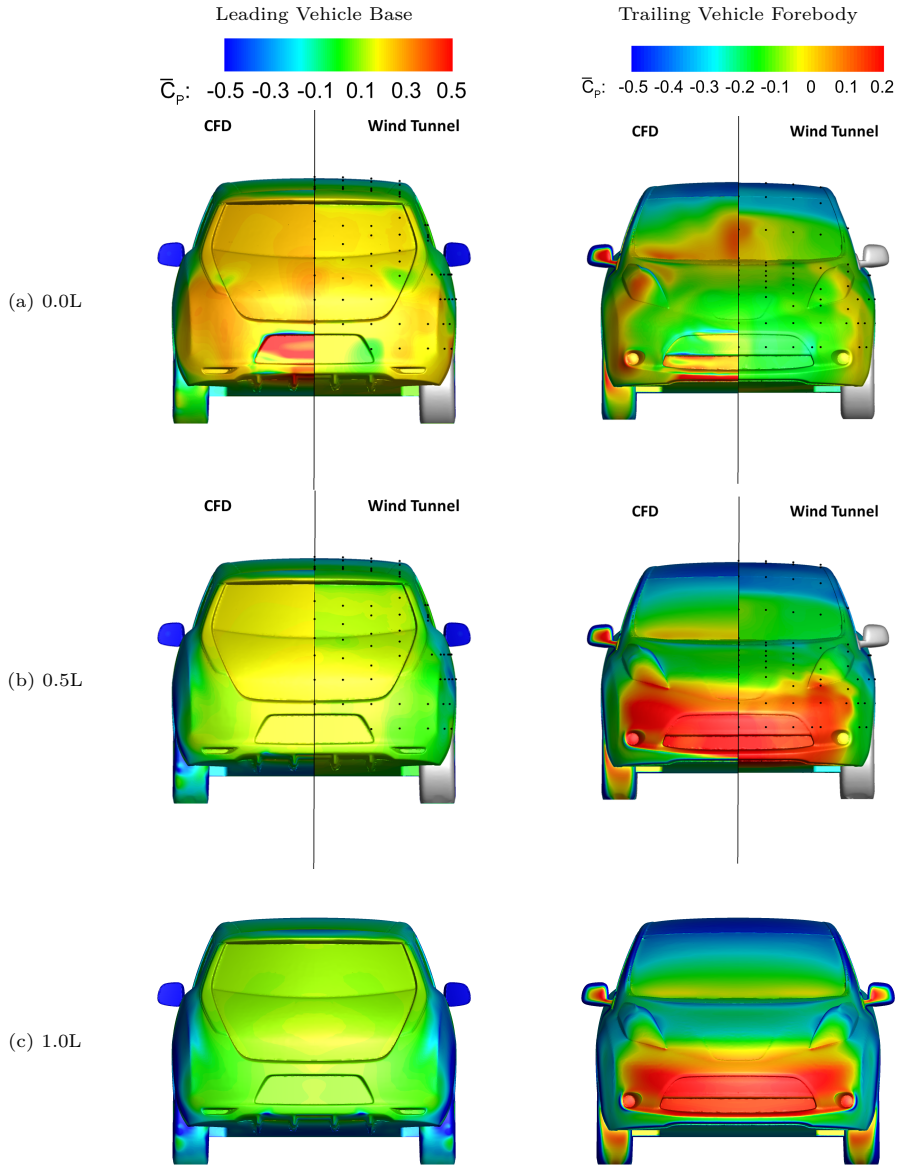 Leading Vehicle Base
Trailing Vehicle Forebody
C̅P: -0.5 -0.3 -0.1 0.1 0.3 0.5
C̅P: -0.5 -0.4 -0.3 -0.2 -0.1 0 0.1 0.2
CFD Wind Tunnel
CFD Wind Tunnel
(a) 0.0L
CFD Wind Tunnel
CFD Wind Tunnel
(b) 0.5L
(c) 1.0L